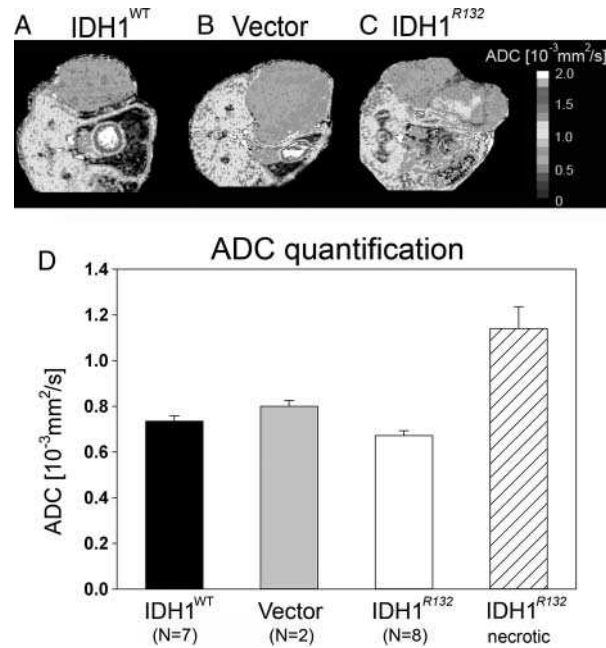 A IDH1^WT B Vector C IDH1^R132
ADC [10^-3mm^2/s]
2.0
1.5
1.0
0.5
0
D ADC quantification
ADC [10^-3mm^2/s]
1.4
1.2
1.0
0.8
0.6
0.4
0.2
0.0
IDH1^WT Vector IDH1^R132 IDH1^R132
(N=7) (N=2) (N=8) necrotic